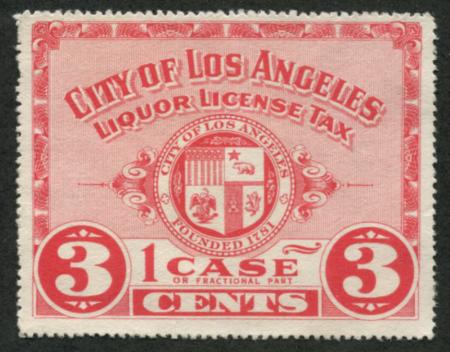 CITY OF LOS ANGELES
LIQUOR LICENSE TAX
CITY OF LOS ANGELES
FOUNDED 1781
3 1 CASE 3
OR FRACTIONAL PART
CENTS